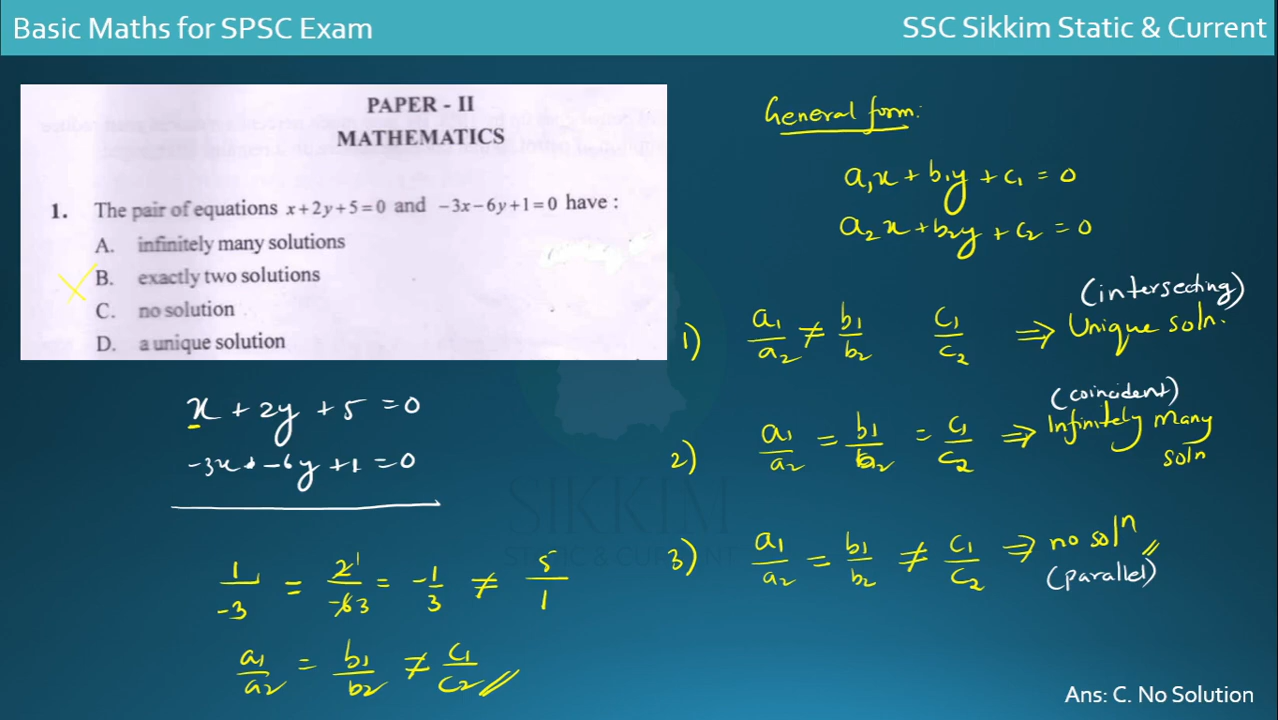 Basic Maths for SPSC Exam
SSC Sikkim Static & Current
PAPER - II
MATHEMATICS
1. The pair of equations x+2y+5=0 and −3x−6y+1=0 have :
A. infinitely many solutions
B. exactly two solutions
C. no solution
D. a unique solution
x + 2y + 5 = 0
-3x + -6y + 1 = 0
1/-3 = 2/-6 3 = -1/3 ≠ 5/1
a1/a2 = b1/b2 ≠ c1/c2
General form:
a1x + b1y + c1 = 0
a2x + b2y + c2 = 0
(intersecting)
1) a1/a2 ≠ b1/b2 c1/c2 ⇒ Unique soln.
(coincident)
2) a1/a2 = b1/b2 = c1/c2 ⇒ Infinitely many
soln
3) a1/a2 = b1/b2 ≠ c1/c2 ⇒ no soln
(parallel)
SIKKIM
STATIC & CURRENT
Ans: C. No Solution